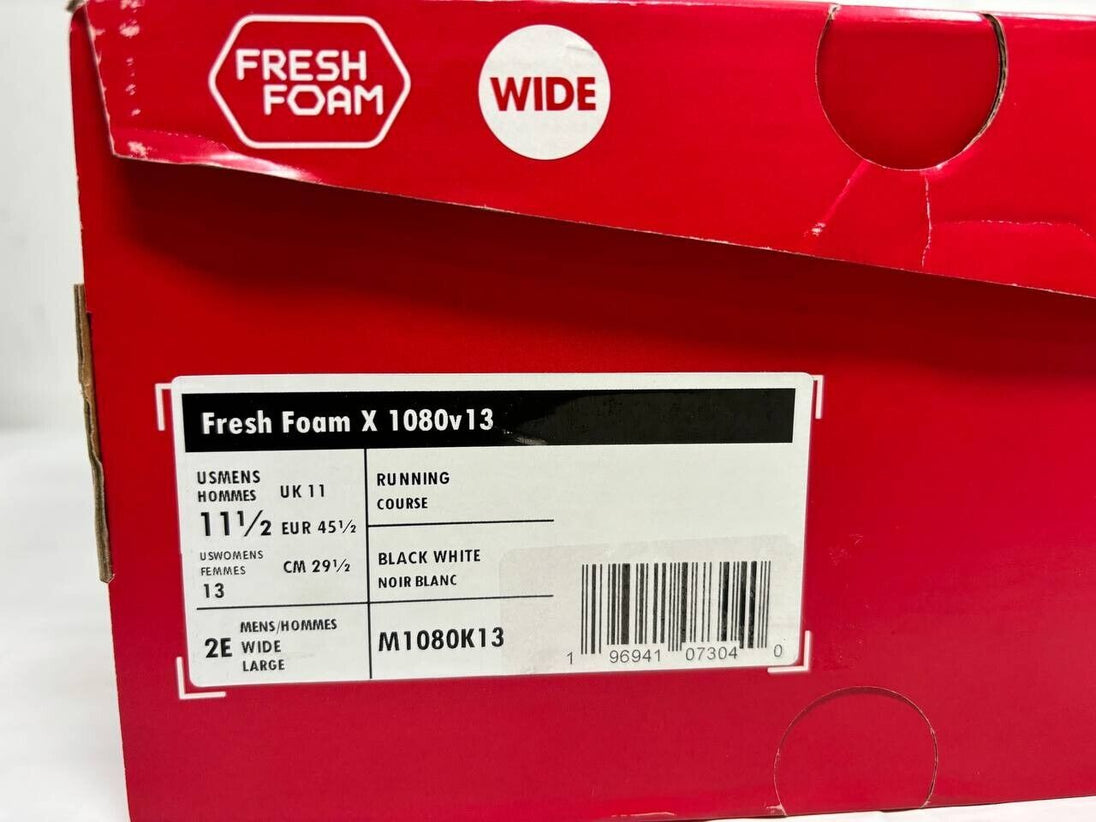 FRESH
FOAM
WIDE
Fresh Foam X 1080v13
USMENS
HOMMES
11½
UK 11
EUR 45½
USWOMENS
FEMMES
13
CM 29½
RUNNING
COURSE
BLACK WHITE
NOIR BLANC
2E
MENS/HOMMES
WIDE
LARGE
M1080K13
1 96941 07304 0